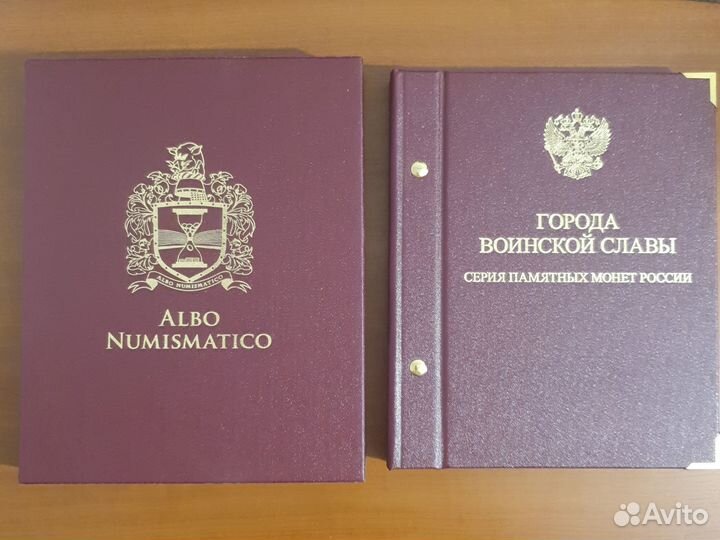 ALBO NUMISMATICO
ALBO
NUMISMATICO
ГОРОДА
ВОИНСКОЙ СЛАВЫ
СЕРИЯ ПАМЯТНЫХ МОНЕТ РОССИИ
Avito